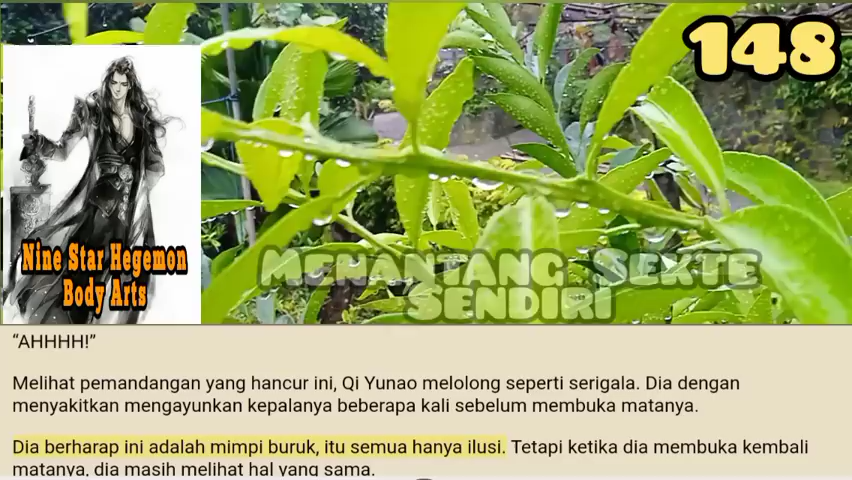 148
Nine Star Hegemon
Body Arts
MENANTANG SEKTE
SENDIRI
“AHHHH!”
Melihat pemandangan yang hancur ini, Qi Yunao melolong seperti serigala. Dia dengan
menyakitkan mengayunkan kepalanya beberapa kali sebelum membuka matanya.
Dia berharap ini adalah mimpi buruk, itu semua hanya ilusi. Tetapi ketika dia membuka kembali
matanya, dia masih melihat hal yang sama.